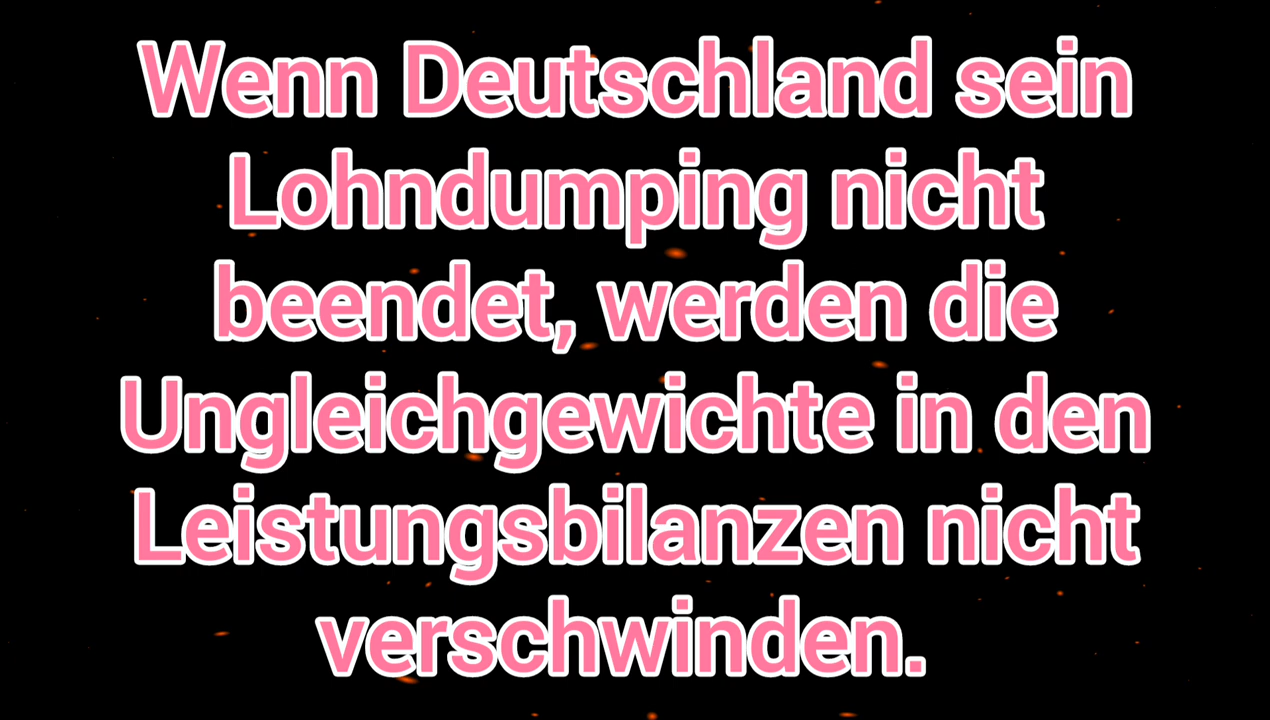 Wenn Deutschland sein
Lohndumping nicht
beendet, werden die
Ungleichgewichte in den
Leistungsbilanzen nicht
verschwinden.